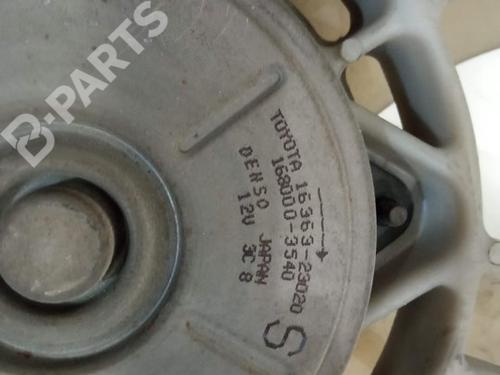 B-PARTS
TOYOTA 16363-23020
168000-3540
DENSO JAPAN
12V 3C 8
S